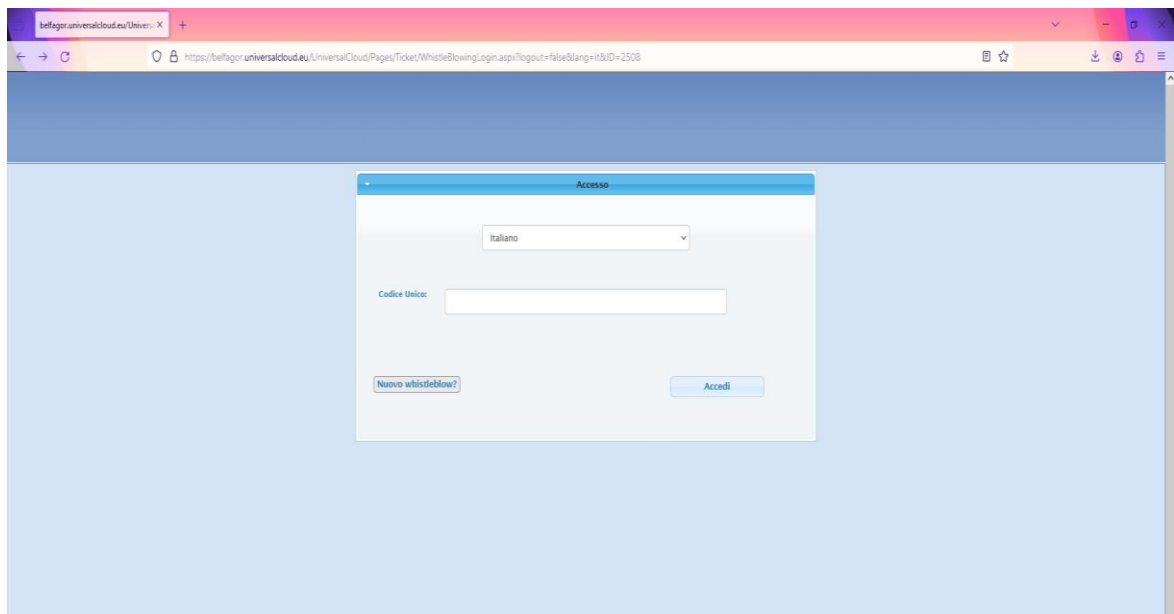 belfagor.universalcloud.eu/Univers
https://belfagor.universalcloud.eu/UniversalCloud/Pages/Ticket/WhistleBlowingLogin.aspx?logout=false&lang=it&ID=2508
Accesso
Italiano
Codice Unico:
Nuovo whistleblow?
Accedi